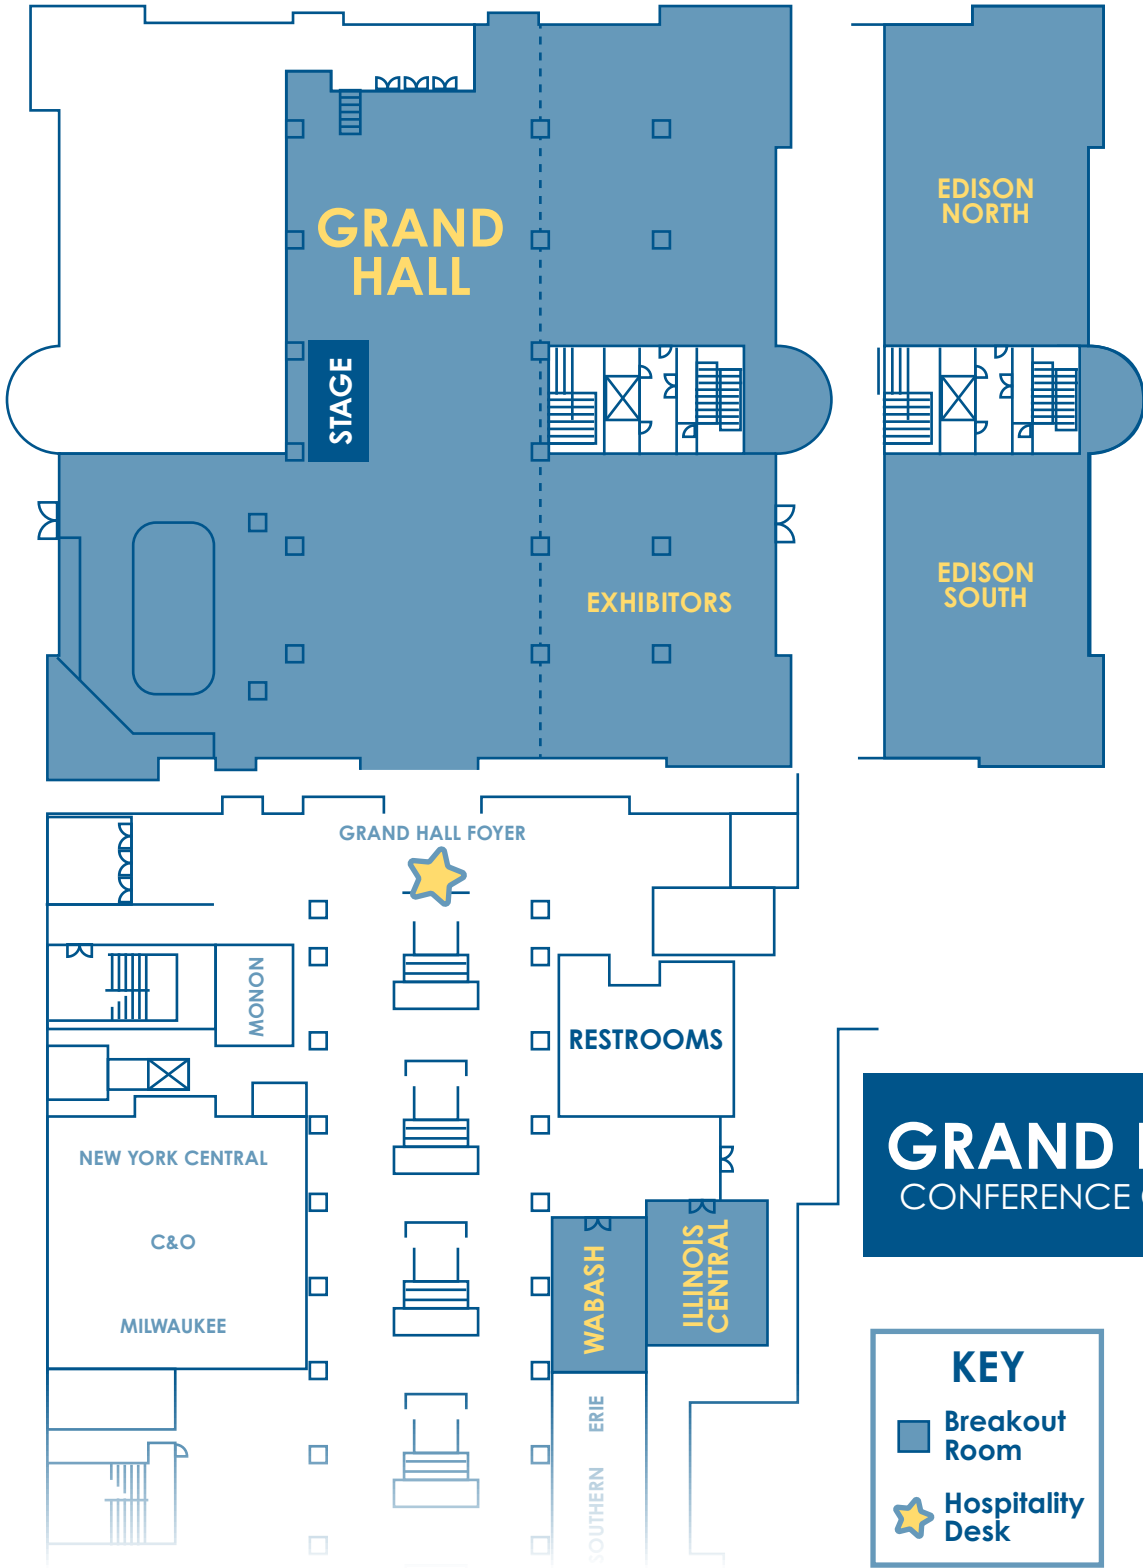 GRAND
HALL
STAGE
EXHIBITORS
EDISON
NORTH
EDISON
SOUTH
GRAND HALL FOYER
MONON
RESTROOMS
NEW YORK CENTRAL
C&O
MILWAUKEE
WABASH
ILLINOIS
CENTRAL
ERIE
SOUTHERN
GRAND
CONFERENCE
KEY
Breakout
Room
Hospitality
Desk